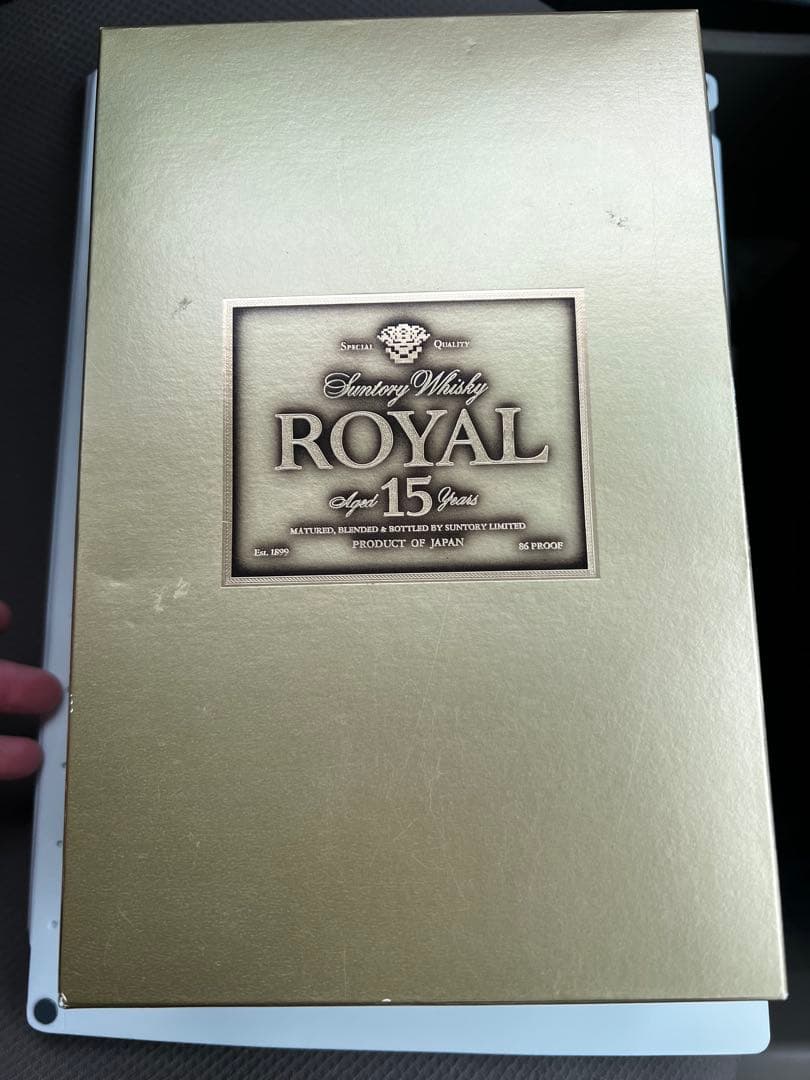 SPECIAL QUALITY
Suntory Whisky
ROYAL
Aged 15 Years
MATURED, BLENDED & BOTTLED BY SUNTORY LIMITED
PRODUCT OF JAPAN
Est. 1899 86 PROOF